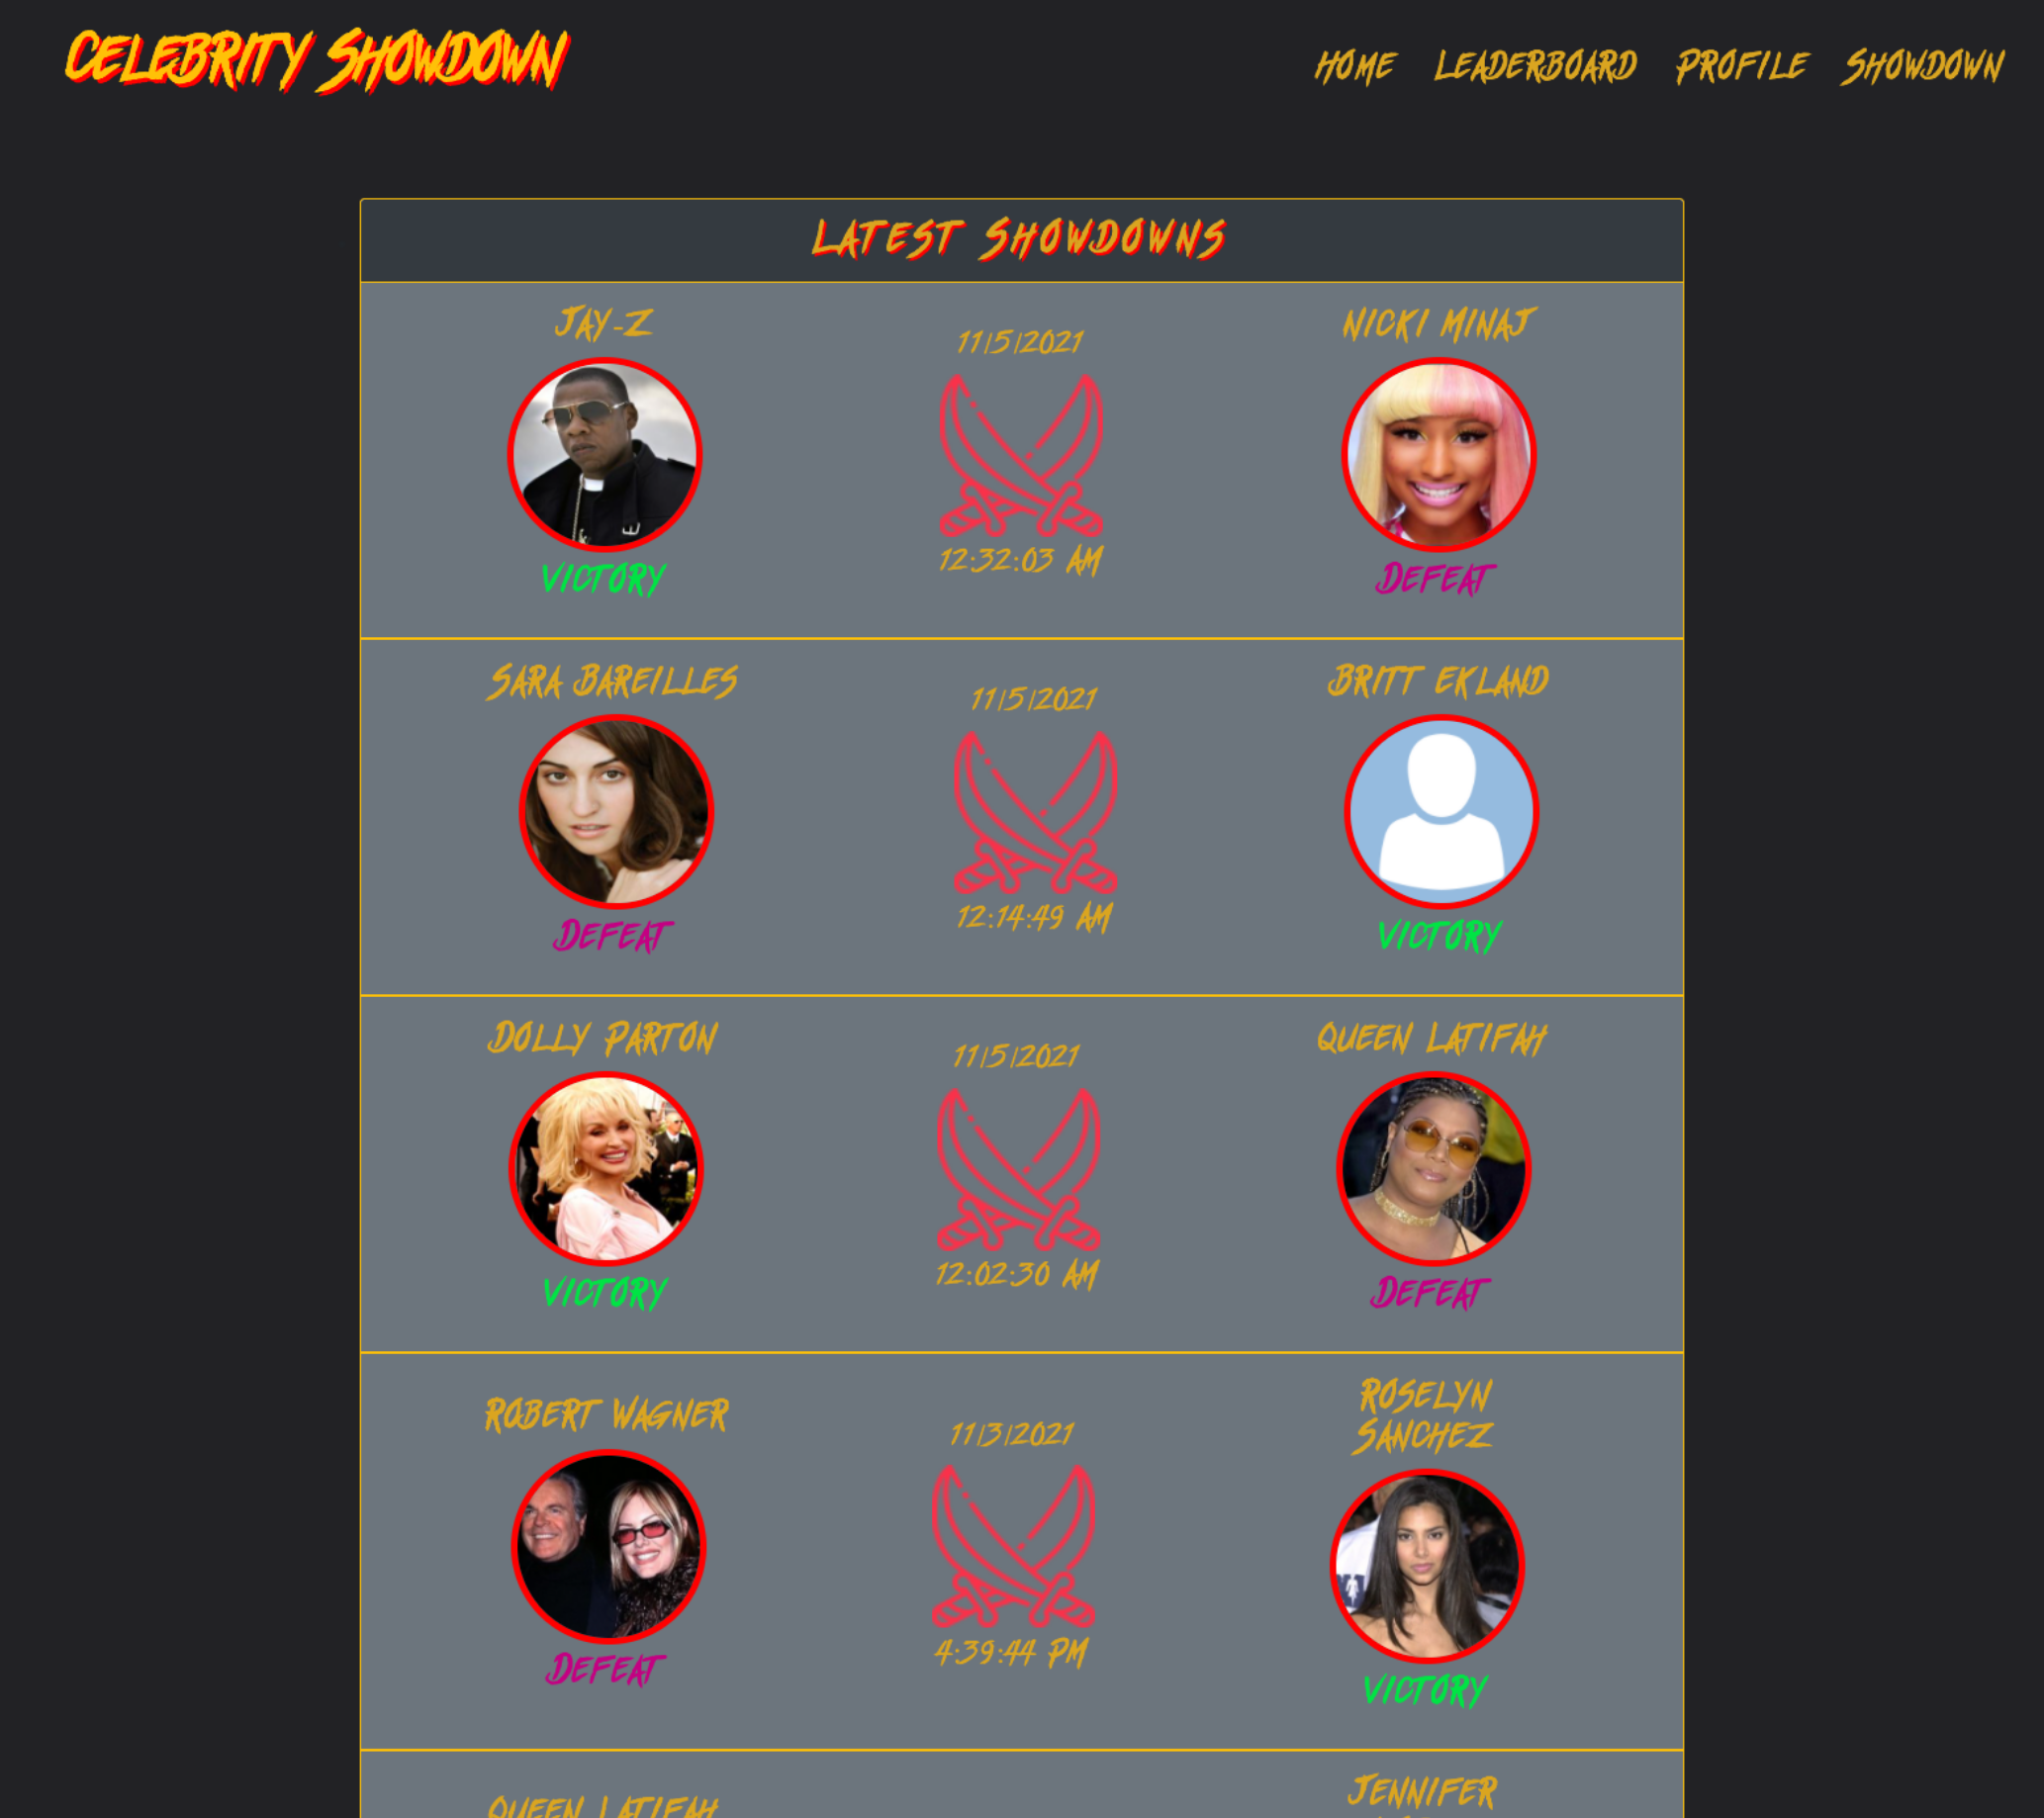 Celebrity Showdown
Home Leaderboard Profile Showdown
Latest Showdowns
Jay-Z
11/5/2021
Nicki Minaj
12:32:03 AM
Victory
Defeat
Sara Bareilles
11/5/2021
Britt Ekland
12:14:49 AM
Defeat
Victory
Dolly Parton
11/5/2021
Queen Latifah
12:02:30 AM
Victory
Defeat
Robert Wagner
11/3/2021
Roselyn
Sanchez
4:39:44 PM
Defeat
Victory
Queen Latifah
Jennifer